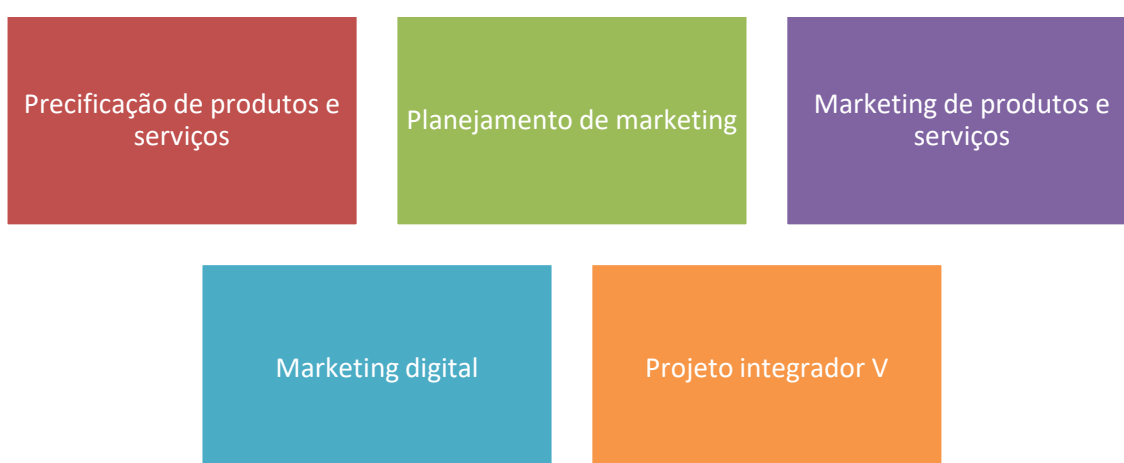 Precificação de produtos e
serviços
Planejamento de marketing
Marketing de produtos e
serviços
Marketing digital
Projeto integrador V